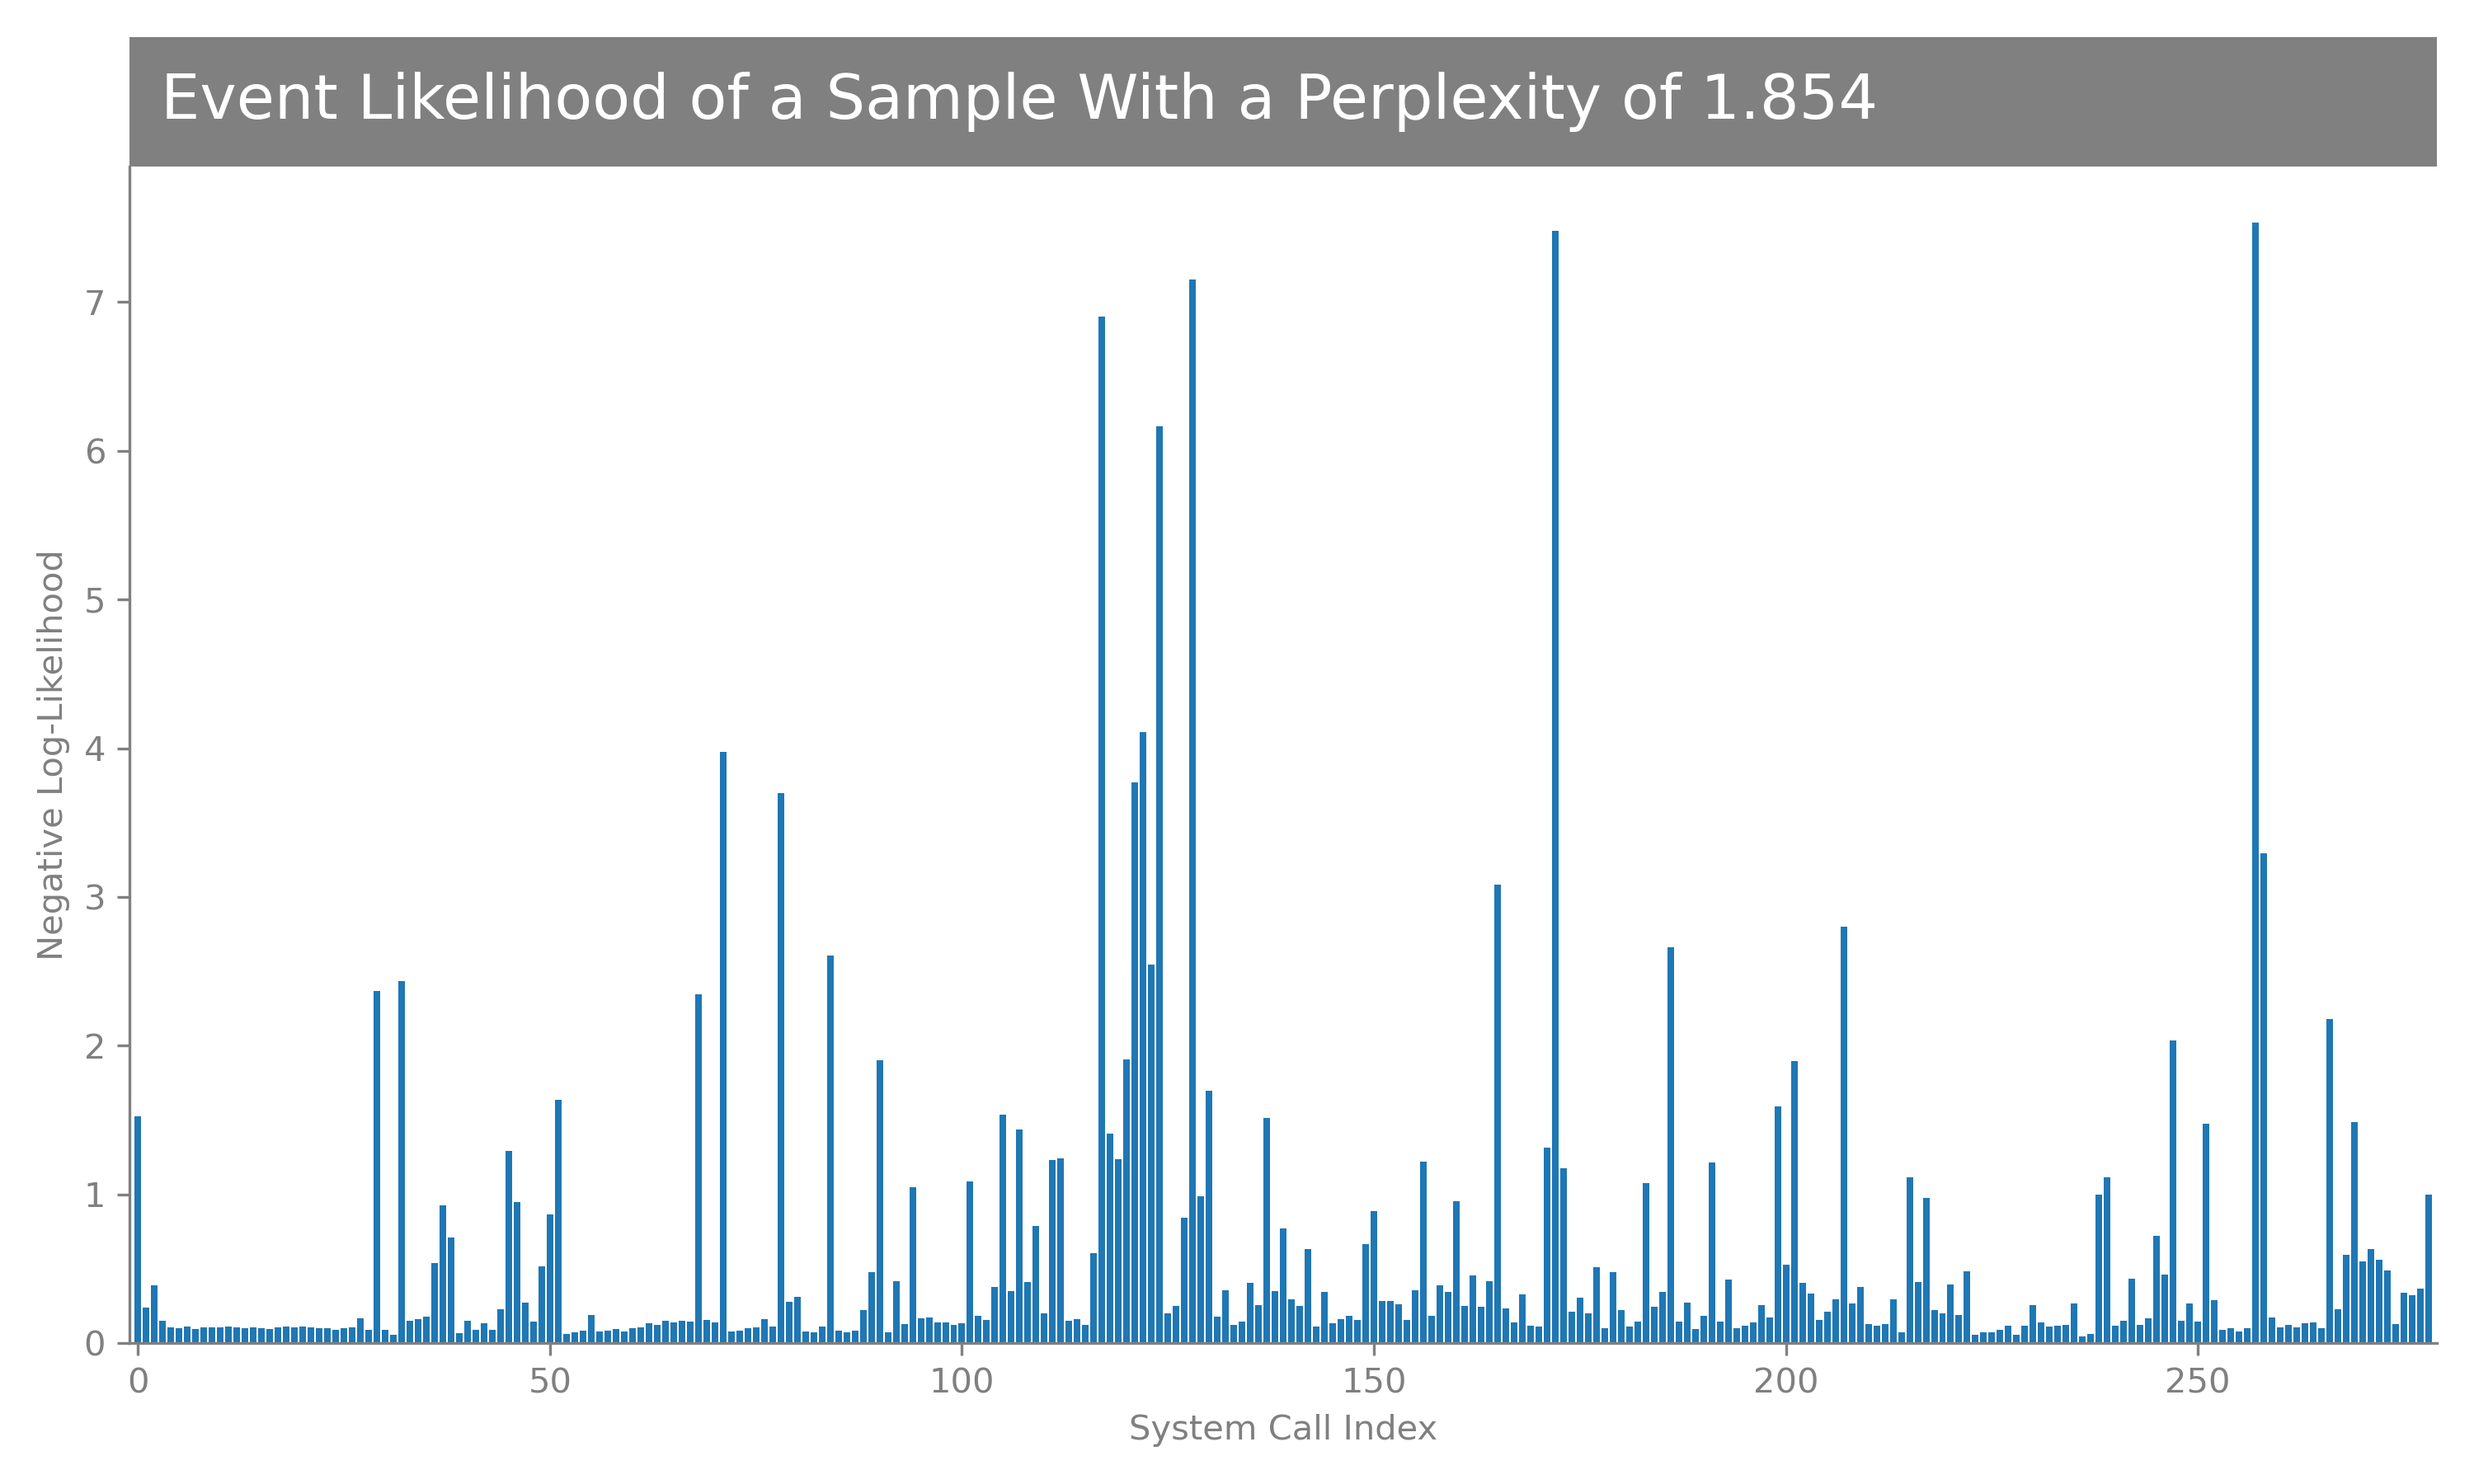 Event Likelihood of a Sample With a Perplexity of 1.854
Negative Log-Likelihood
7
6
5
4
3
2
1
0
0 50 100 150 200 250
System Call Index